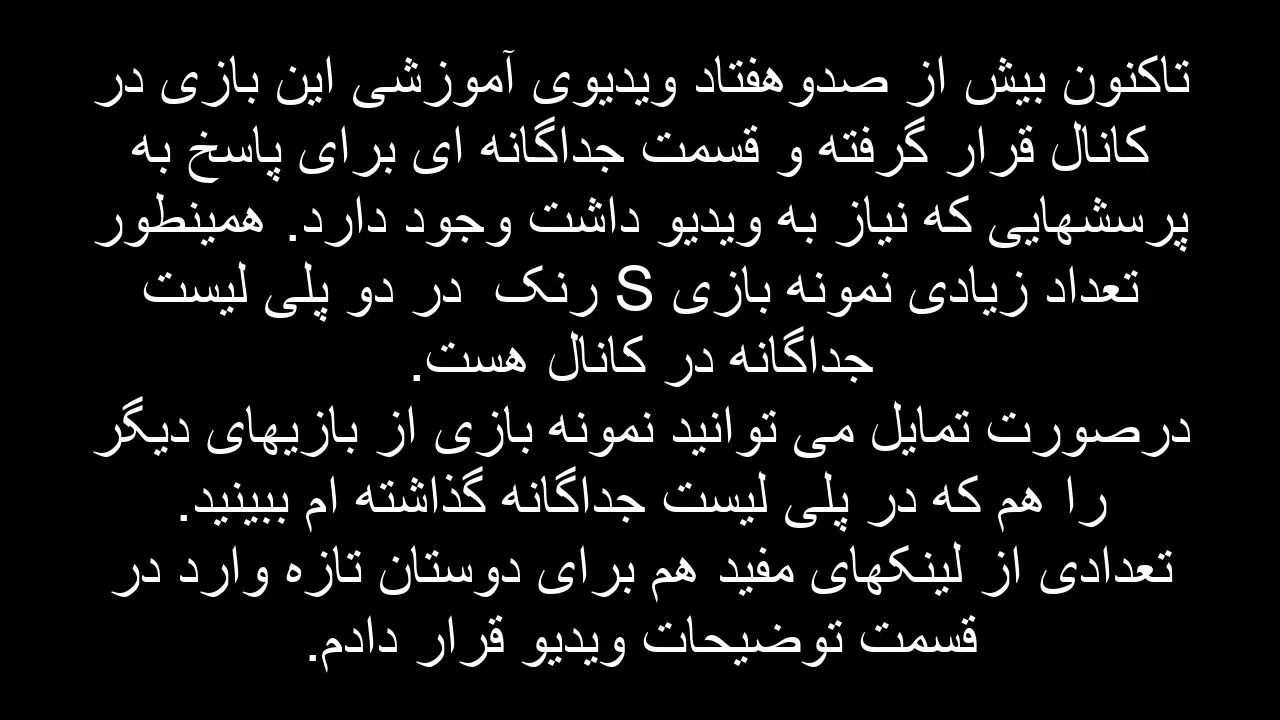 تاکنون بیش از صدوهفتاد ویدیوی آموزشی این بازی در
کانال قرار گرفته و قسمت جداگانه ای برای پاسخ به
پرسشهایی که نیاز به ویدیو داشت وجود دارد. همینطور
تعداد زیادی نمونه بازی S رنک در دو پلی لیست
جداگانه در کانال هست.
درصورت تمایل می توانید نمونه بازی از بازیهای دیگر
را هم که در پلی لیست جداگانه گذاشته ام ببینید.
تعدادی از لینکهای مفید هم برای دوستان تازه وارد در
قسمت توضیحات ویدیو قرار دادم.